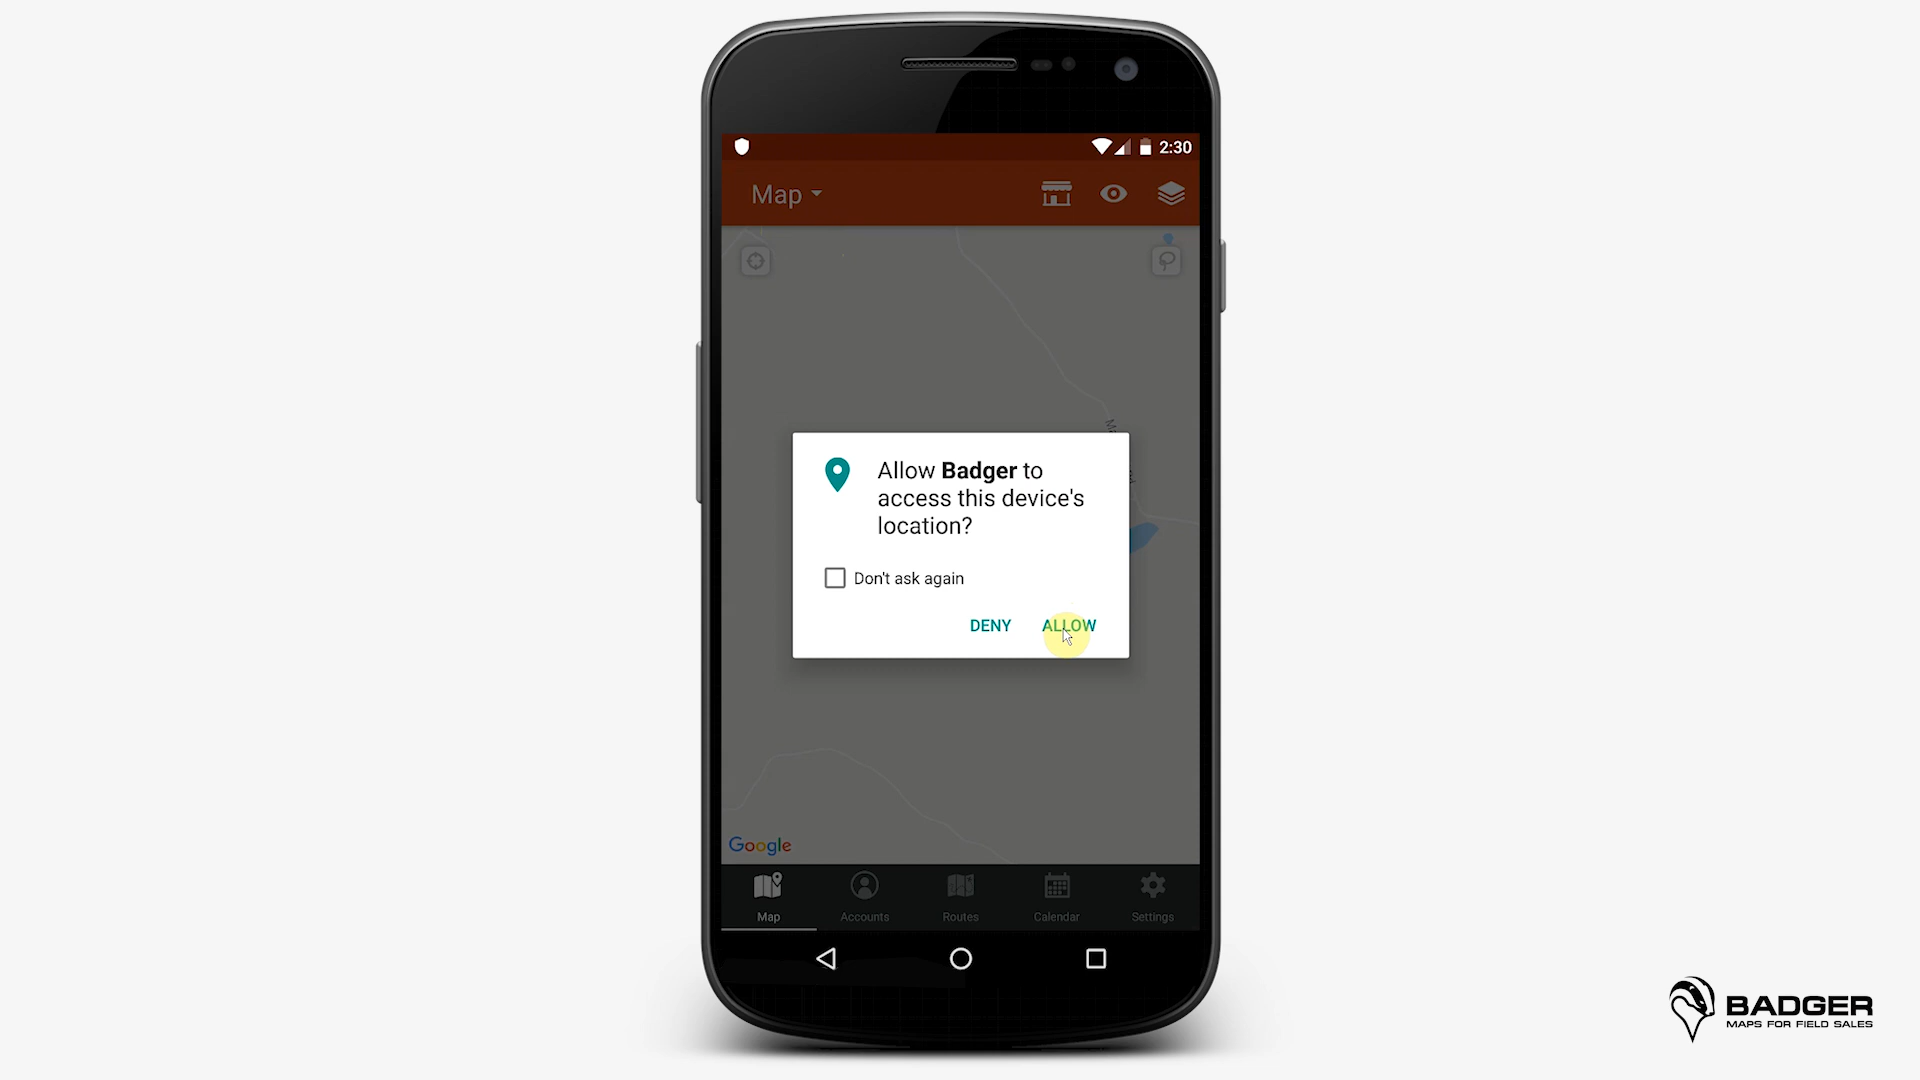 2:30
Map
Allow Badger to
access this device's
location?
Don't ask again
DENY ALLOW
Google
Map Accounts Routes Calendar Settings
BADGER
MAPS FOR FIELD SALES